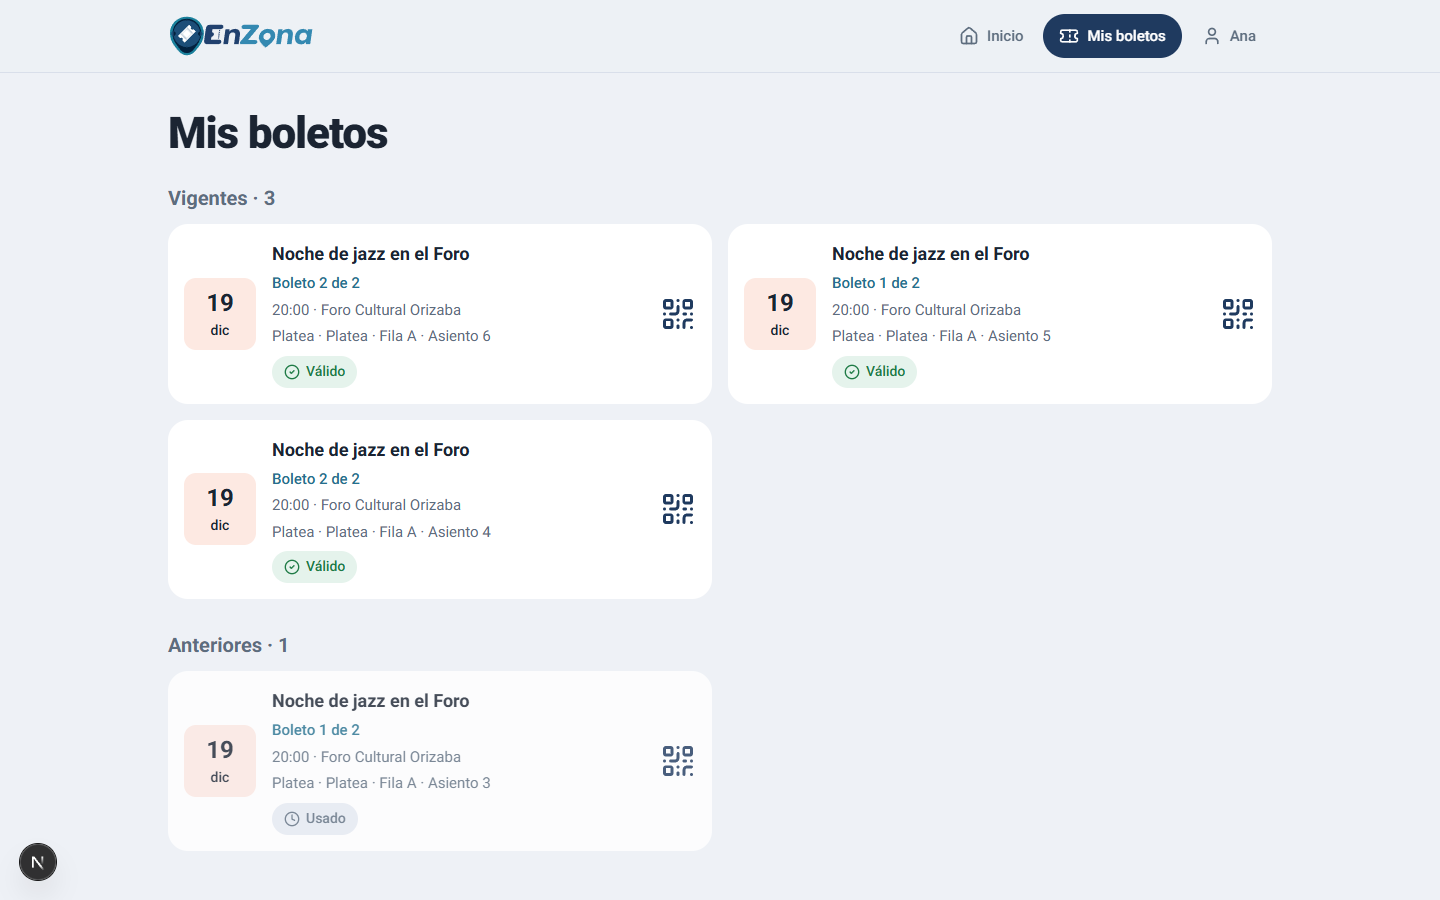 EnZona
Inicio
Mis boletos
Ana
Mis boletos
Vigentes · 3
19
dic
Noche de jazz en el Foro
Boleto 2 de 2
20:00 · Foro Cultural Orizaba
Platea · Platea · Fila A · Asiento 6
Válido
19
dic
Noche de jazz en el Foro
Boleto 1 de 2
20:00 · Foro Cultural Orizaba
Platea · Platea · Fila A · Asiento 5
Válido
19
dic
Noche de jazz en el Foro
Boleto 2 de 2
20:00 · Foro Cultural Orizaba
Platea · Platea · Fila A · Asiento 4
Válido
Anteriores · 1
19
dic
Noche de jazz en el Foro
Boleto 1 de 2
20:00 · Foro Cultural Orizaba
Platea · Platea · Fila A · Asiento 3
Usado
N